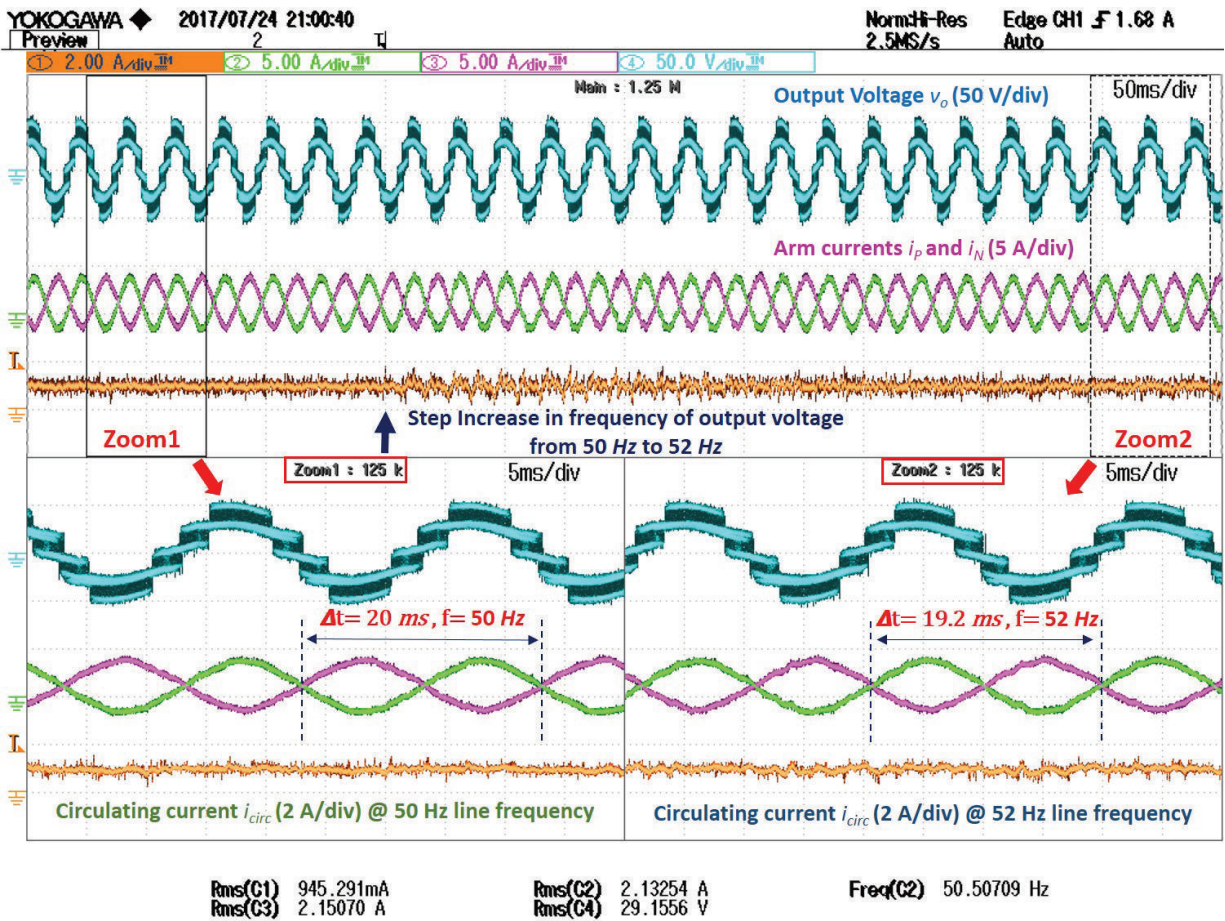 YOKOGAWA ◆ 2017/07/24 21:00:40 Norm:Hi-Res Edge CH1 1.68 A
Preview 2 2.5MS/s Auto
1 2.00 A/div 1M 2 5.00 A/div 1M 3 5.00 A/div 1M 4 50.0 V/div 1M
Main : 1.25 M
Output Voltage vo (50 V/div)
50ms/div
Arm currents iP and iN (5 A/div)
Step Increase in frequency of output voltage
from 50 Hz to 52 Hz
Zoom1
Zoom2
Zoom1 : 125 k 5ms/div
Zoom2 : 125 k 5ms/div
Δt= 20 ms, f= 50 Hz
Δt= 19.2 ms, f= 52 Hz
Circulating current icirc (2 A/div) @ 50 Hz line frequency
Circulating current icirc (2 A/div) @ 52 Hz line frequency
Rms(C1) 945.291mA Rms(C2) 2.13254 A Freq(C2) 50.50709 Hz
Rms(C3) 2.15070 A Rms(C4) 29.1556 V